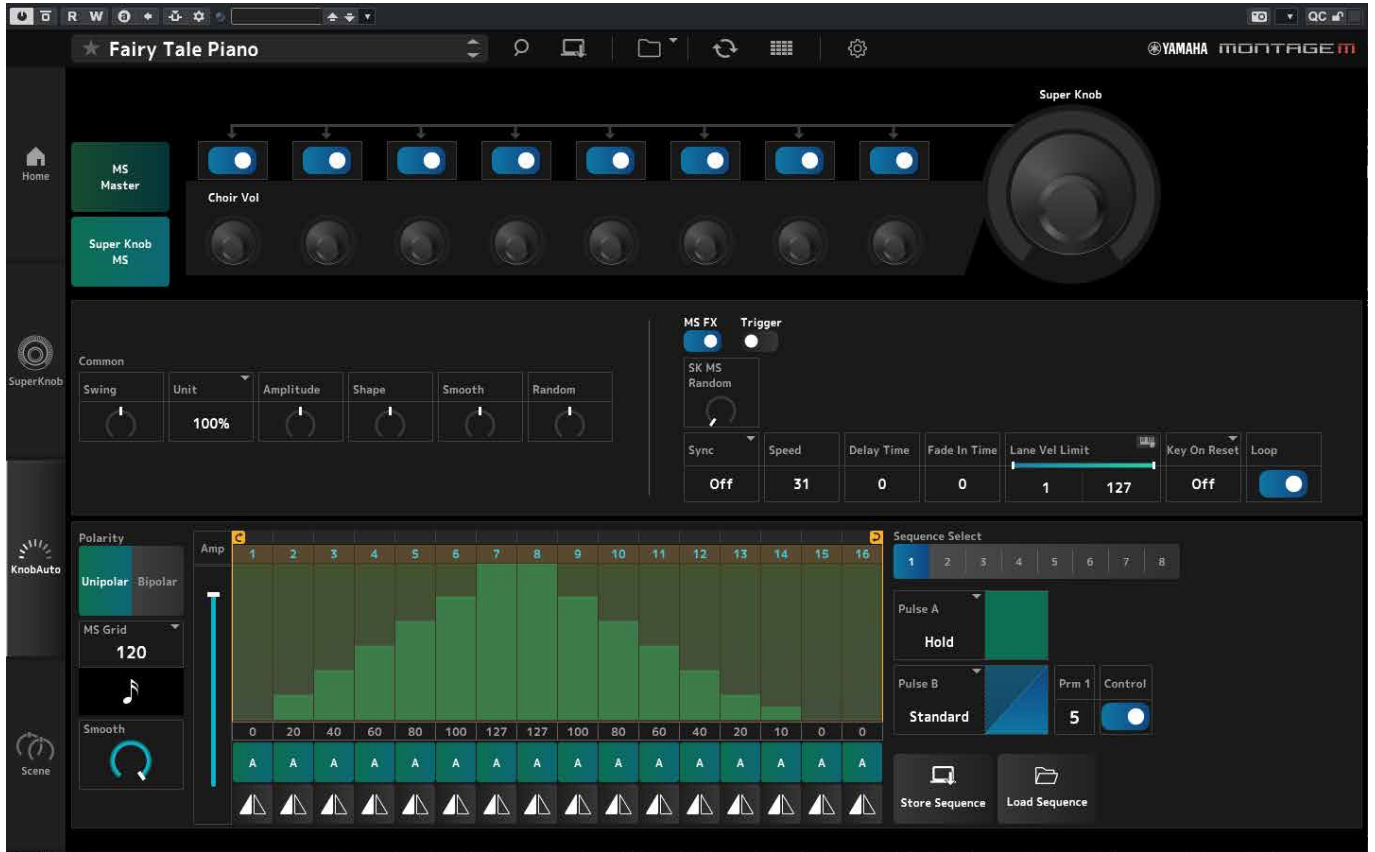 R W
QC
Fairy Tale Piano
YAMAHA MONTAGE M
Super Knob
Home
MS
Master
Super Knob
MS
Choir Vol
SuperKnob
Common
Swing
Unit
Amplitude
Shape
Smooth
Random
100%
MS FX
Trigger
SK MS
Random
Sync
Speed
Delay Time
Fade In Time
Lane Vel Limit
Key On Reset
Loop
Off
31
0
0
1
127
Off
KnobAuto
Polarity
Unipolar
Bipolar
MS Grid
120
Smooth
Amp
1 2 3 4 5 6 7 8 9 10 11 12 13 14 15 16
0 20 40 60 80 100 127 127 100 80 60 40 20 10 0 0
A A A A A A A A A A A A A A A A
Sequence Select
1 2 3 4 5 6 7 8
Pulse A
Hold
Pulse B
Standard
Prm 1
5
Control
Store Sequence
Load Sequence
Scene